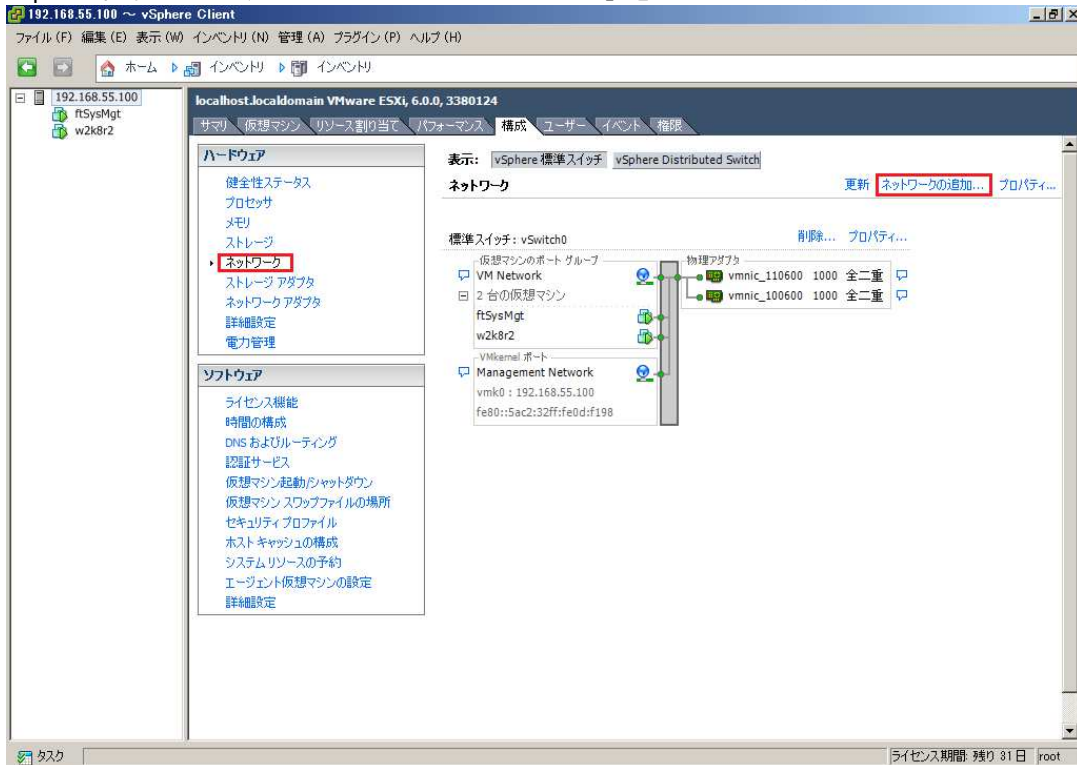 192.168.55.100 ～ vSphere Client
ファイル(F) 編集(E) 表示(W) インベントリ(N) 管理(A) プラグイン(P) ヘルプ(H)
ホーム インベントリ インベントリ
192.168.55.100
ftSysMgt
w2k8r2
localhost.localdomain VMware ESXi, 6.0.0, 3380124
サマリ 仮想マシン リソース割り当て パフォーマンス 構成 ユーザー イベント 権限
ハードウェア
健全性ステータス
プロセッサ
メモリ
ストレージ
ネットワーク
ストレージ アダプタ
ネットワーク アダプタ
詳細設定
電力管理
ソフトウェア
ライセンス機能
時間の構成
DNS およびルーティング
認証サービス
仮想マシン起動/シャットダウン
仮想マシン スワップファイルの場所
セキュリティ プロファイル
ホスト キャッシュの構成
システム リソースの予約
エージェント仮想マシンの設定
詳細設定
表示: vSphere 標準スイッチ vSphere Distributed Switch
ネットワーク 更新 ネットワークの追加... プロパティ...
標準スイッチ: vSwitch0 削除... プロパティ...
仮想マシンのポート グループ 物理アダプタ
VM Network vmnic_110600 1000 全二重
2 台の仮想マシン vmnic_100600 1000 全二重
ftSysMgt
w2k8r2
VMkernel ポート
Management Network
vmk0 : 192.168.55.100
fe80::5ac2:32ff:fe0d:f198
タスク ライセンス期間: 残り 31 日 root